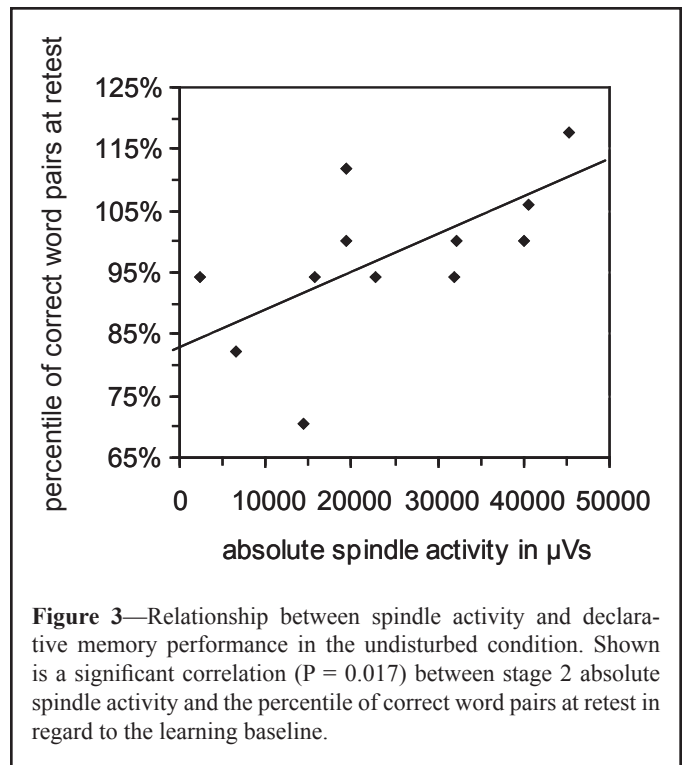 percentile of correct word pairs at retest
125%
115%
105%
95%
85%
75%
65%
0 10000 20000 30000 40000 50000
absolute spindle activity in µVs
Figure 3—Relationship between spindle activity and declara-
tive memory performance in the undisturbed condition. Shown
is a significant correlation (P = 0.017) between stage 2 absolute
spindle activity and the percentile of correct word pairs at retest in
regard to the learning baseline.